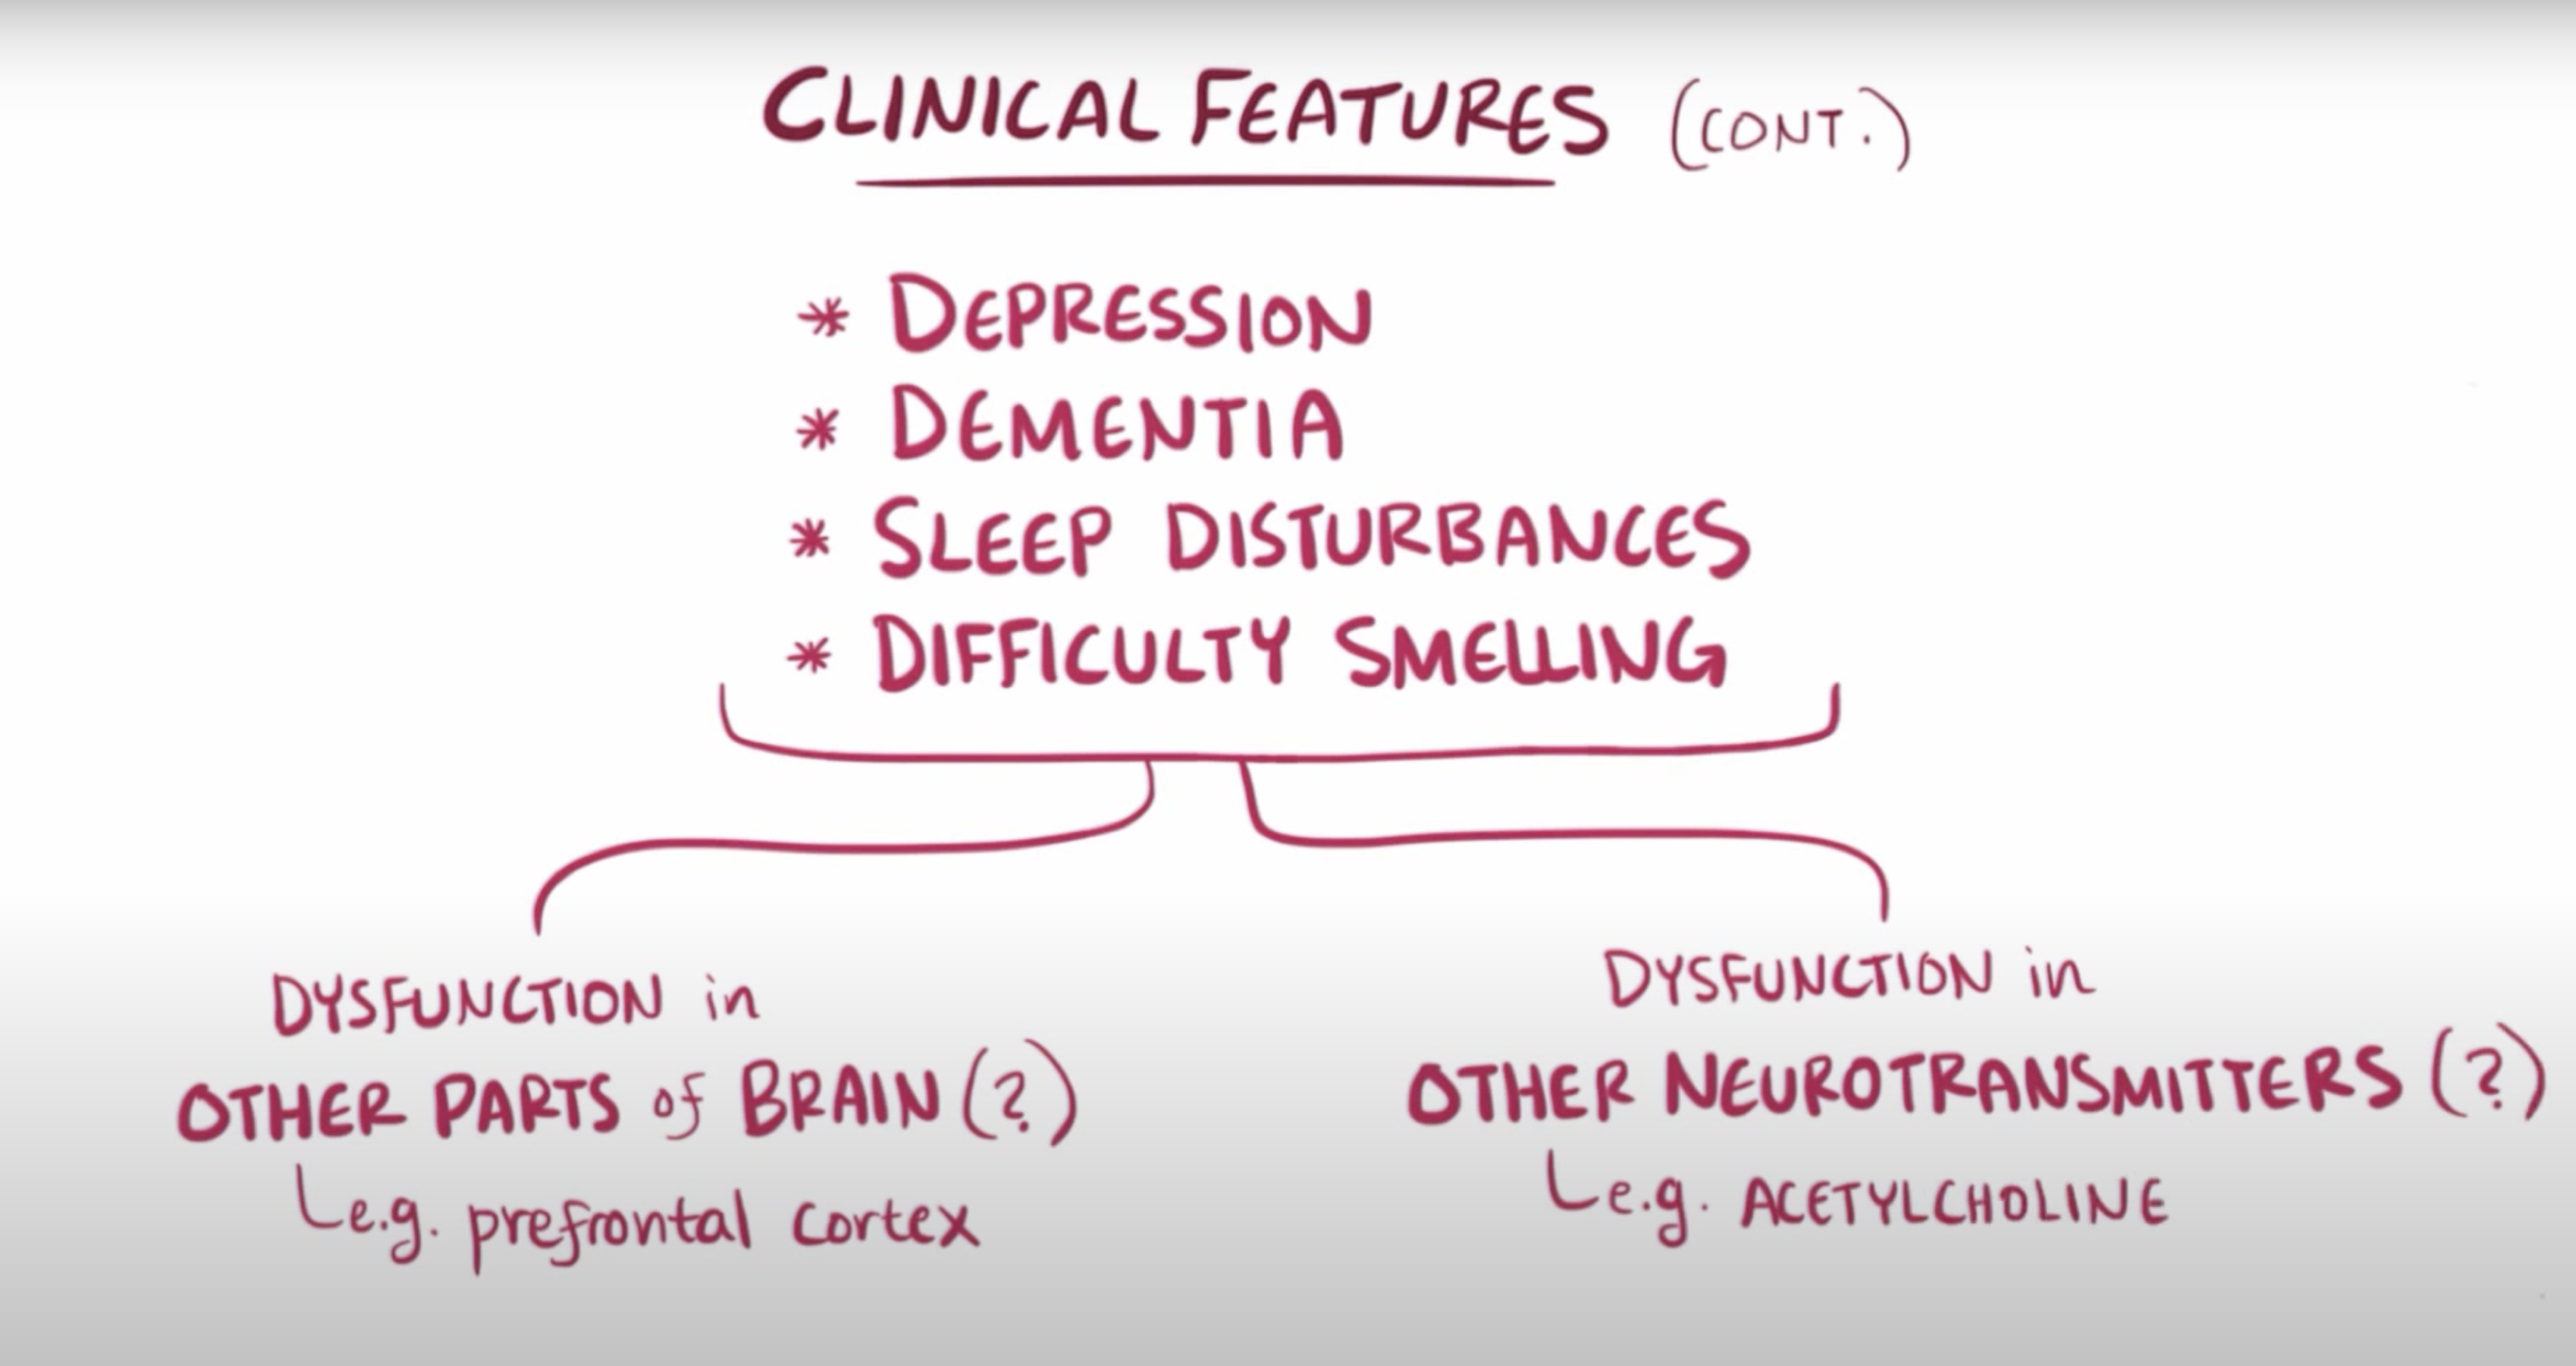 CLINICAL FEATURES (CONT.)
* DEPRESSION
* DEMENTIA
* SLEEP DISTURBANCES
* DIFFICULTY SMELLING
DYSFUNCTION in
OTHER PARTS of BRAIN (?)
e.g. prefrontal cortex
DYSFUNCTION in
OTHER NEUROTRANSMITTERS (?)
e.g. ACETYLCHOLINE